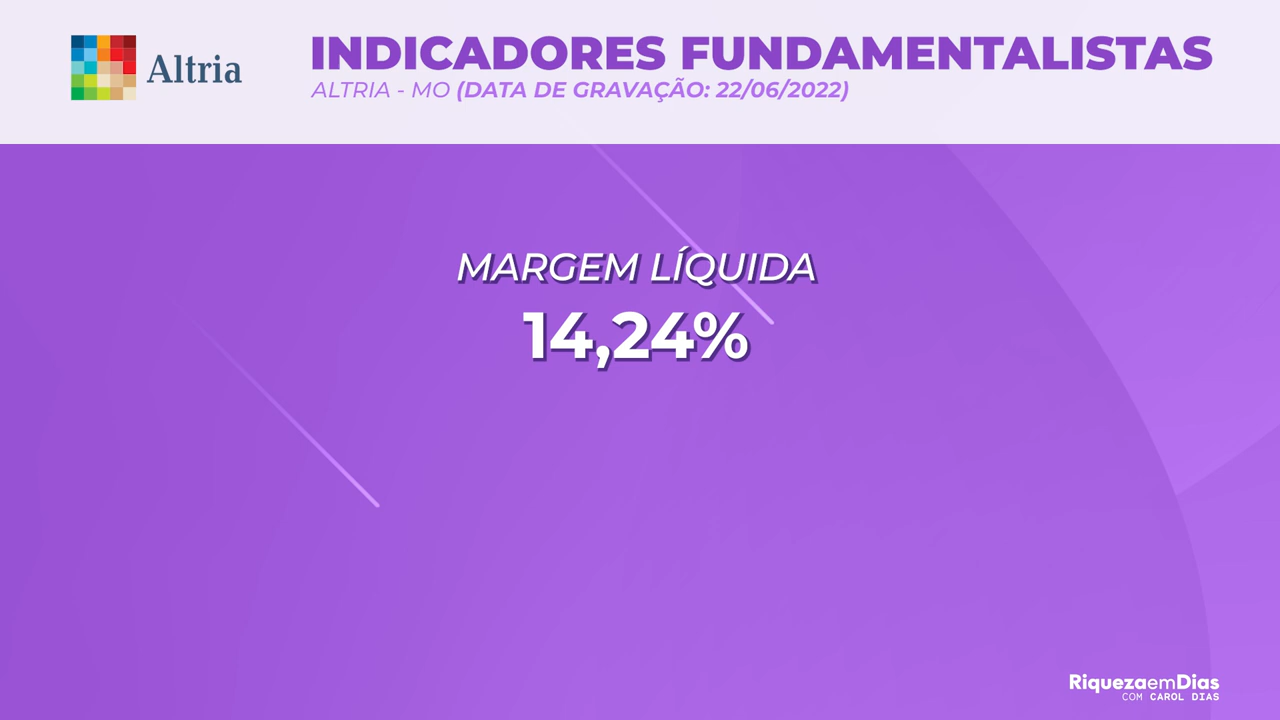 Altria
INDICADORES FUNDAMENTALISTAS
ALTRIA - MO (DATA DE GRAVAÇÃO: 22/06/2022)
MARGEM LÍQUIDA
14,24%
RiquezaemDias
COM CAROL DIAS